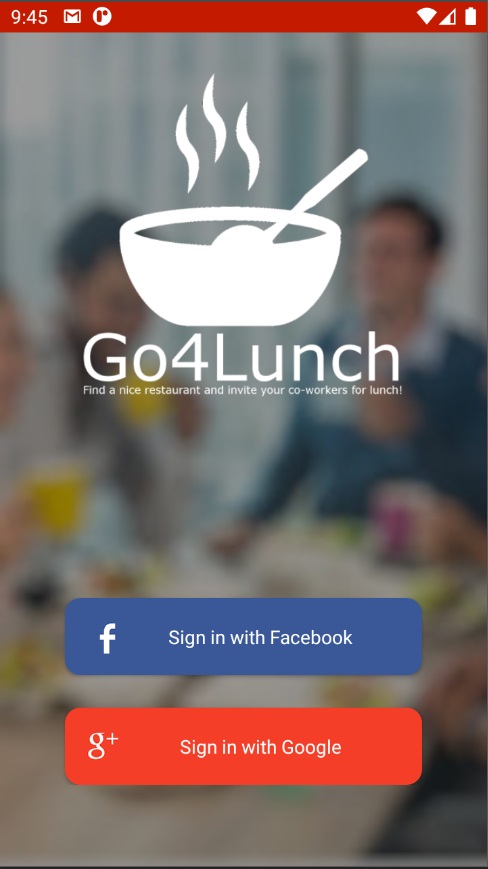 9:45
Go4Lunch
Find a nice restaurant and invite your co-workers for lunch!
f Sign in with Facebook
g+ Sign in with Google